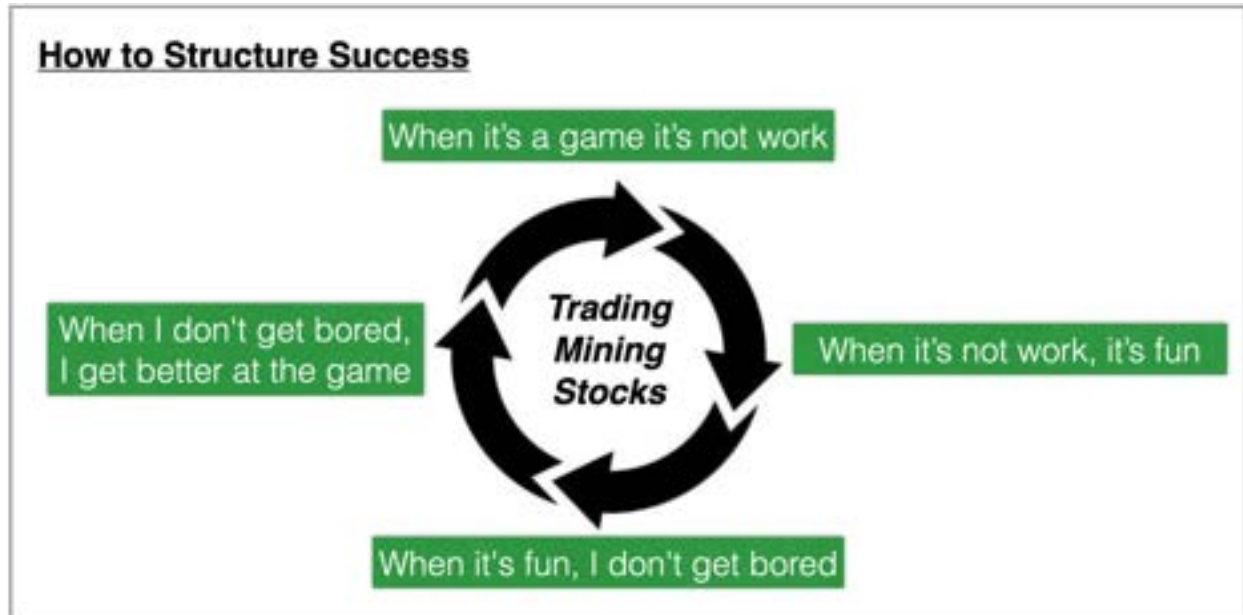 How to Structure Success
When it's a game it's not work
When I don't get bored,
I get better at the game
Trading
Mining
Stocks
When it's not work, it's fun
When it's fun, I don't get bored